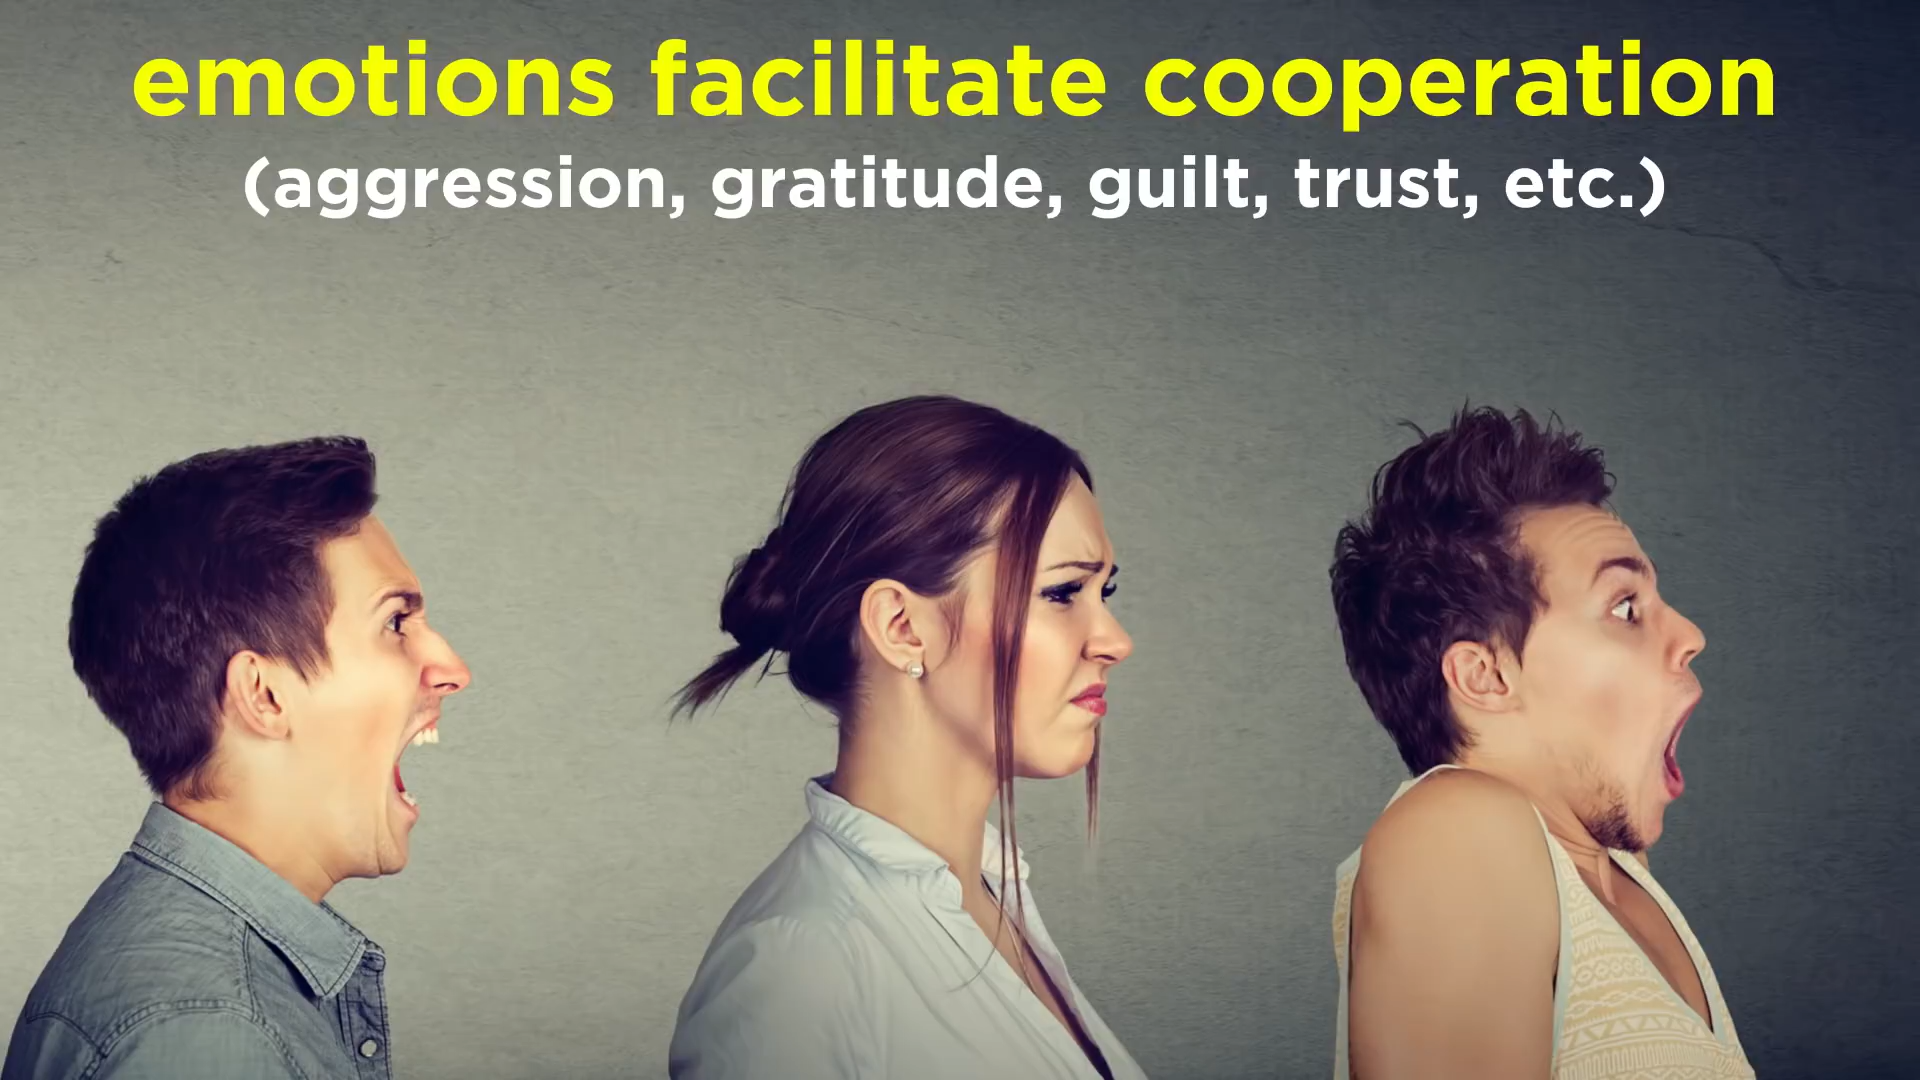 emotions facilitate cooperation
(aggression, gratitude, guilt, trust, etc.)